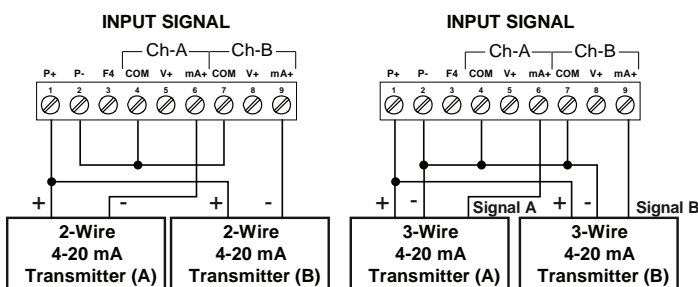 INPUT SIGNAL
Ch-A Ch-B
P+ P- F4 COM V+ mA+ COM V+ mA+
1 2 3 4 5 6 7 8 9
+ - + -
2-Wire
4-20 mA
Transmitter (A)
2-Wire
4-20 mA
Transmitter (B)
INPUT SIGNAL
Ch-A Ch-B
P+ P- F4 COM V+ mA+ COM V+ mA+
1 2 3 4 5 6 7 8 9
+ - Signal A + - Signal B
3-Wire
4-20 mA
Transmitter (A)
3-Wire
4-20 mA
Transmitter (B)